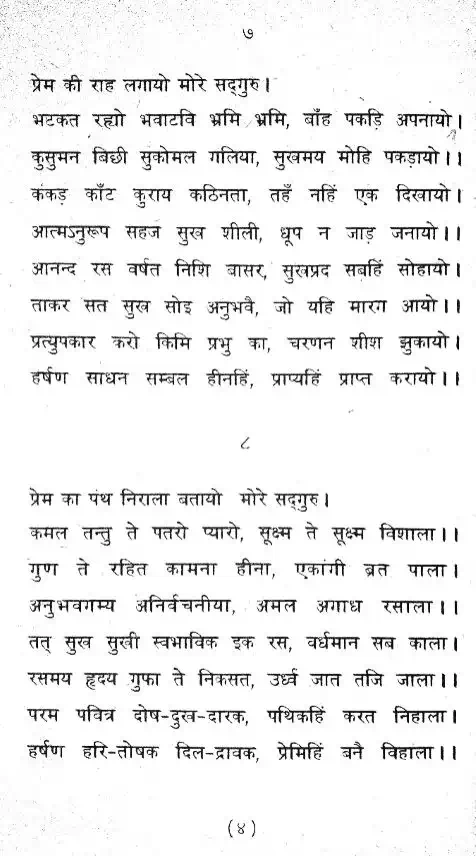 ७
प्रेम की राह लगायो मोरे सद्गुरु।
भटकत रह्यो भवाटवि भ्रमि भ्रमि, बाँह पकड़ि अपनायो।
कुसुमन बिछी सुकोमल गलिया, सुखमय मोहि पकड़ायो।।
कंकड़ काँट कुराय कठिनता, तहँ नहिं एक दिखायो।
आत्मऽनुरूप सहज सुख शीली, धूप न जाड़ जनायो।।
आनन्द रस वर्षत निशि बासर, सुखप्रद सबहिं सोहायो।
ताकर सत सुख सोइ अनुभवै, जो यहि मारग आयो।।
प्रत्युपकार करो किमि प्रभु का, चरणन शीश झुकायो।
हर्षण साधन सम्बल हीनहिं, प्राप्यहिं प्राप्त करायो।।
८
प्रेम का पंथ निराला बतायो मोरे सद्गुरु।
कमल तन्तु ते पतरो प्यारो, सूक्ष्म ते सूक्ष्म विशाला।।
गुण ते रहित कामना हीना, एकांगी ब्रत पाला।
अनुभवगम्य अनिर्वचनीया, अमल अगाध रसाला।।
तत् सुख सुखी स्वभाविक इक रस, वर्धमान सब काला।
रसमय हृदय गुफा ते निकसत, उर्ध्व जात तजि जाला।।
परम पवित्र दोष-दुख-दारक, पथिकहिं करत निहाला।
हर्षण हरि-तोषक दिल-द्रावक, प्रेमिहिं बनै विहाला।।
(४)